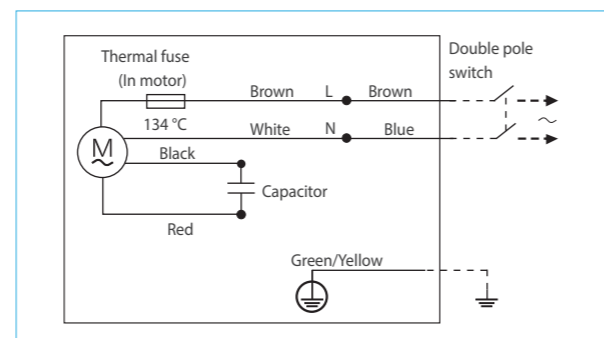 Thermal fuse
(In motor)
Double pole
switch
Brown
L
Brown
134 °C
White
N
Blue
M
Black
Capacitor
Red
Green/Yellow